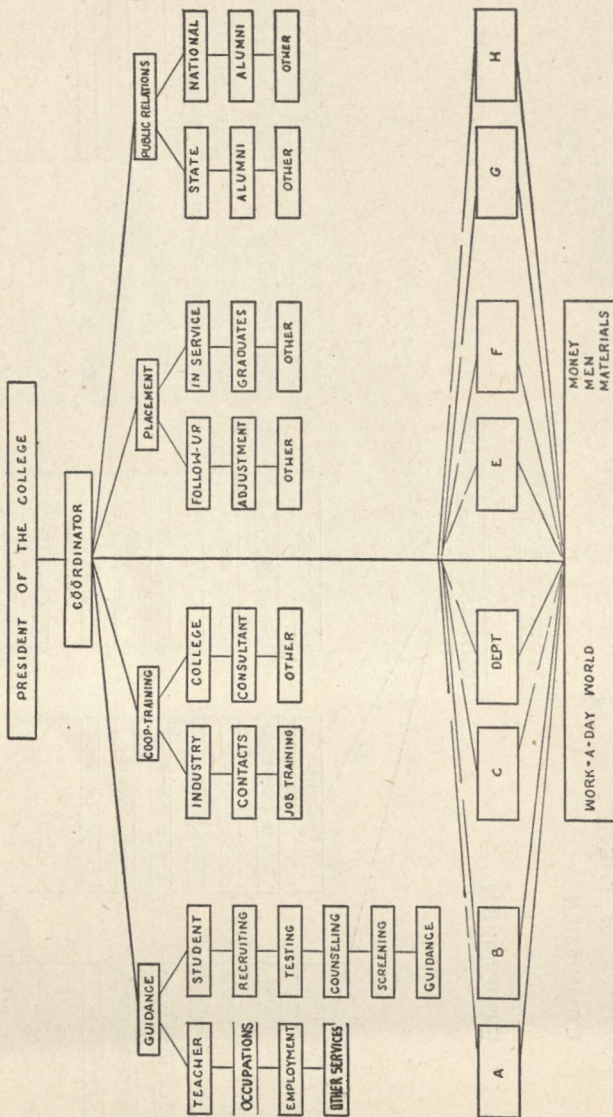 PRESIDENT OF THE COLLEGE
COÖRDINATOR
GUIDANCE
COOP-TRAINING
PLACEMENT
PUBLIC RELATIONS
TEACHER
STUDENT
INDUSTRY
COLLEGE
FOLLOW-UP
IN SERVICE
STATE
NATIONAL
OCCUPATIONS
RECRUITING
CONTACTS
CONSULTANT
ADJUSTMENT
GRADUATES
ALUMNI
ALUMNI
EMPLOYMENT
TESTING
JOB TRAINING
OTHER
OTHER
OTHER
OTHER
OTHER
OTHER SERVICES
COUNSELING
SCREENING
GUIDANCE
A
B
C
DEPT
E
F
G
H
WORK-A-DAY WORLD
MONEY
MEN
MATERIALS